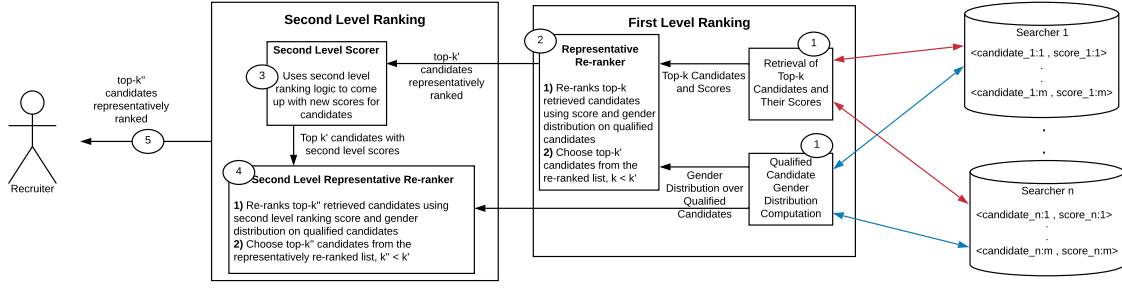 Second Level Ranking
First Level Ranking
Searcher 1
<candidate_1:1 , score_1:1>
.
.
<candidate_1:m , score_1:m>
.
.
Searcher n
<candidate_n:1 , score_n:1>
.
.
<candidate_n:m , score_n:m>
1
Retrieval of
Top-k
Candidates and
Their Scores
1
Qualified
Candidate
Gender
Distribution
Computation
Top-k Candidates
and Scores
Gender
Distribution over
Qualified
Candidates
2
Representative
Re-ranker
1) Re-ranks top-k
retrieved candidates
using score and gender
distribution on qualified
candidates
2) Choose top-k'
candidates from the
re-ranked list, k < k'
top-k'
candidates
representatively
ranked
3
Second Level Scorer
Uses second level
ranking logic to come
up with new scores for
candidates
Top k' candidates with
second level scores
4
Second Level Representative Re-ranker
1) Re-ranks top-k" retrieved candidates using
second level ranking score and gender
distribution on qualified candidates
2) Choose top-k" candidates from the
representatively re-ranked list, k" < k'
top-k"
candidates
representatively
ranked
5
Recruiter